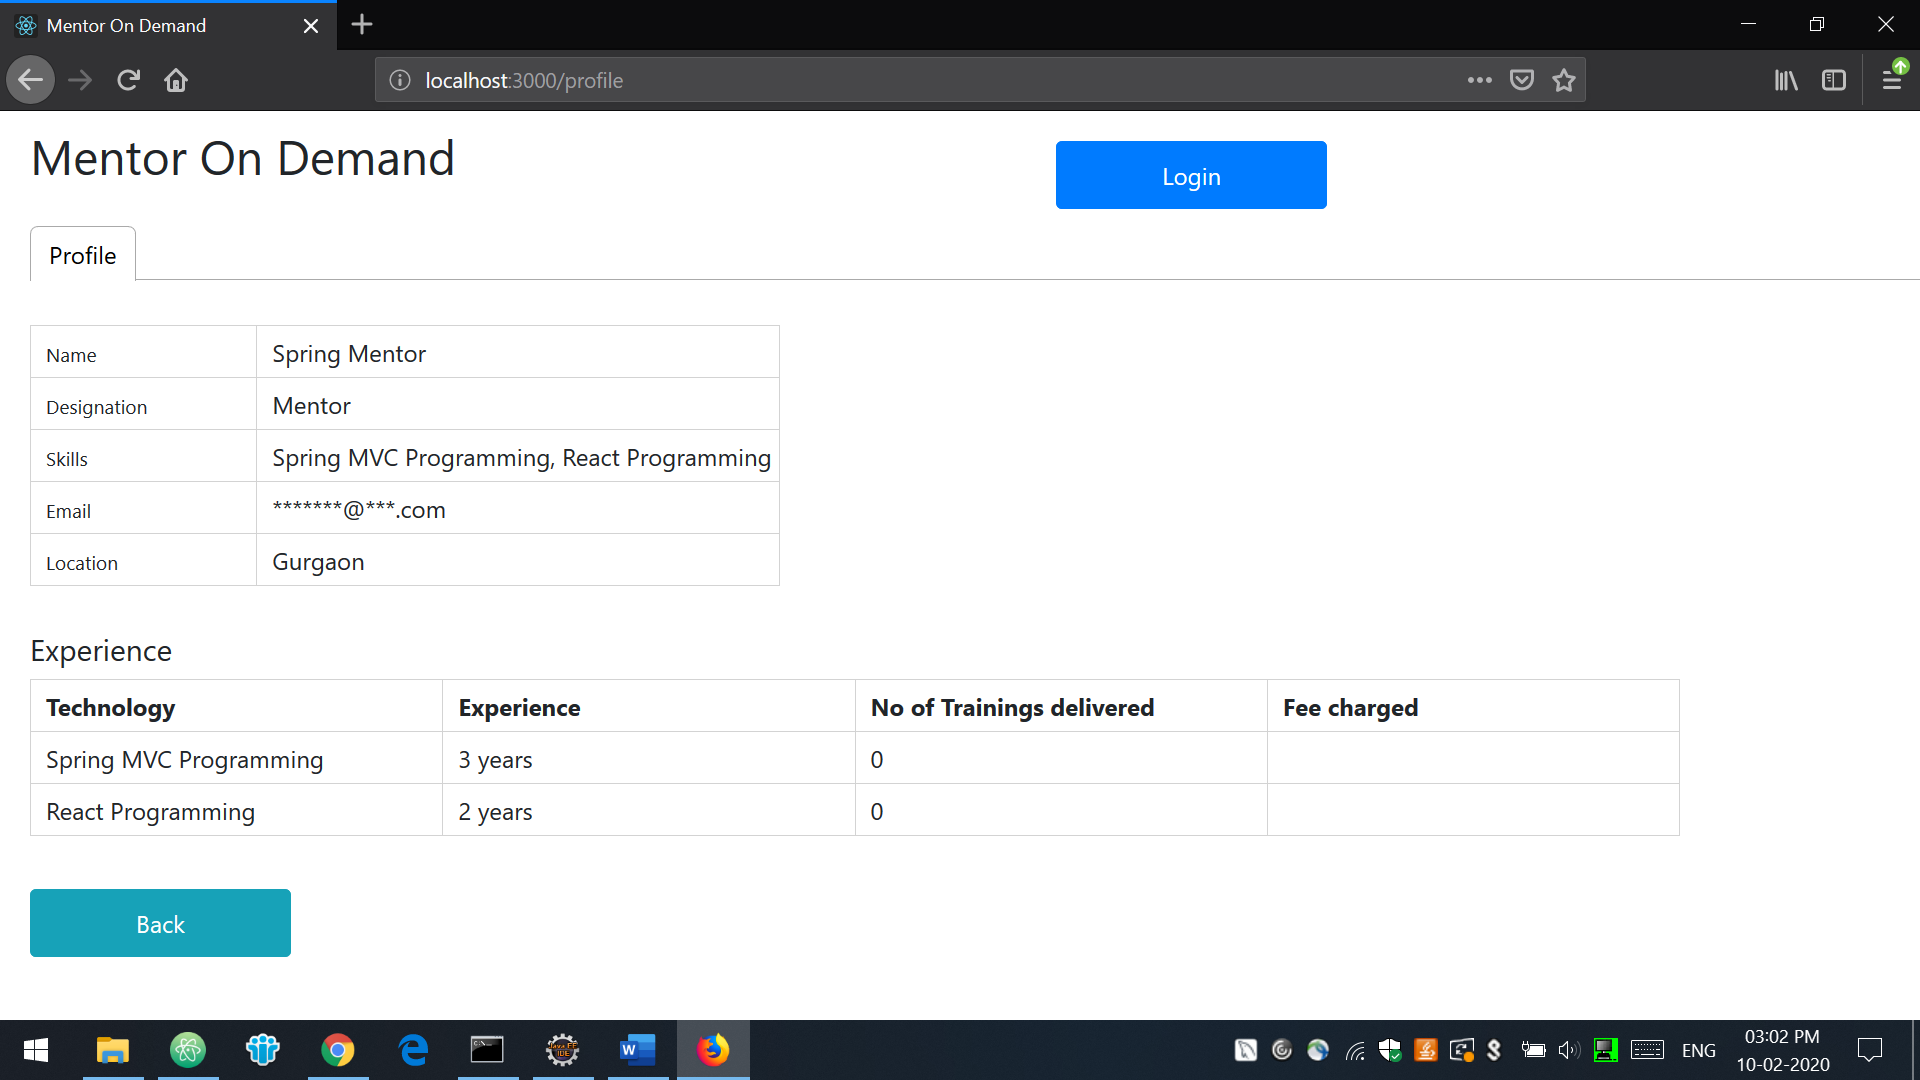 Mentor On Demand
localhost:3000/profile
Mentor On Demand
Login
Profile
Name Spring Mentor
Designation Mentor
Skills Spring MVC Programming, React Programming
Email *******@***.com
Location Gurgaon
Experience
Technology Experience No of Trainings delivered Fee charged
Spring MVC Programming 3 years 0
React Programming 2 years 0
Back
ENG
03:02 PM
10-02-2020